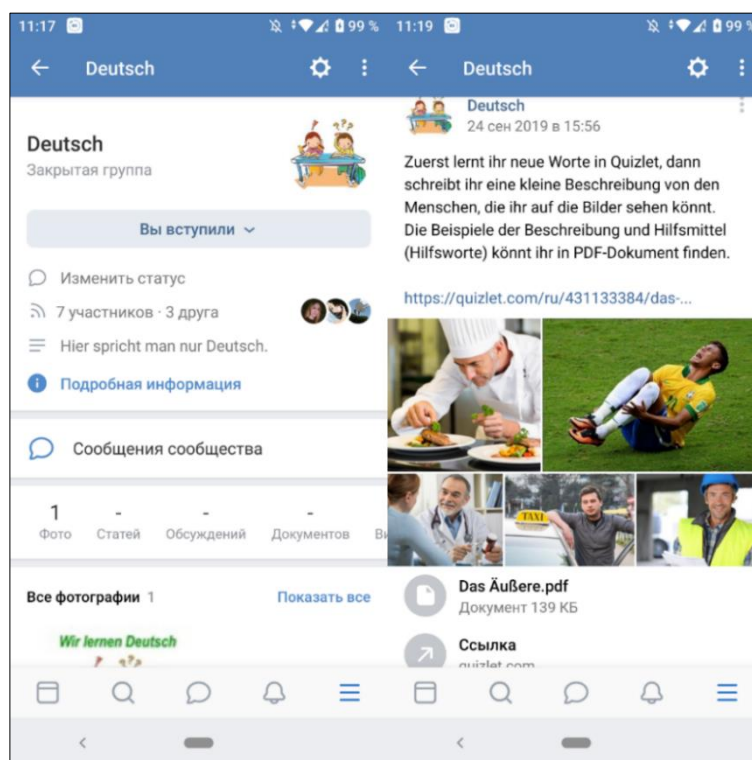 11:17
99 %
Deutsch
Deutsch
Закрытая группа
Вы вступили
Изменить статус
7 участников · 3 друга
Hier spricht man nur Deutsch.
Подробная информация
Сообщения сообщества
1 - - -
Фото Статей Обсуждений Документов Ви
Все фотографии 1
Показать все
Wir lernen Deutsch
11:19
99 %
Deutsch
Deutsch
24 сен 2019 в 15:56
Zuerst lernt ihr neue Worte in Quizlet, dann
schreibt ihr eine kleine Beschreibung von den
Menschen, die ihr auf die Bilder sehen könnt.
Die Beispiele der Beschreibung und Hilfsmittel
(Hilfsworte) könnt ihr in PDF-Dokument finden.
https://quizlet.com/ru/431133384/das-...
TAXI
Das Äußere.pdf
Документ 139 КБ
Ссылка
quizlet.com